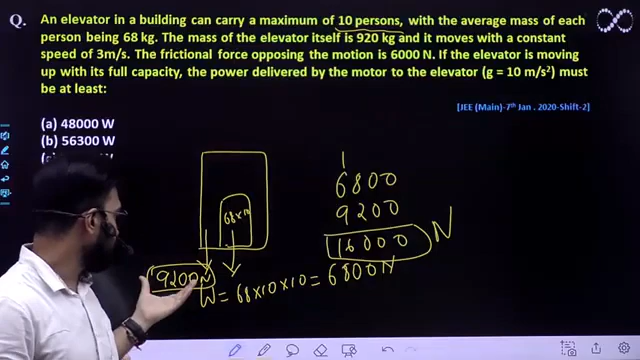 Q. An elevator in a building can carry a maximum of 10 persons, with the average mass of each
person being 68 kg. The mass of the elevator itself is 920 kg and it moves with a constant
speed of 3m/s. The frictional force opposing the motion is 6000 N. If the elevator is moving
up with its full capacity, the power delivered by the motor to the elevator (g = 10 m/s²) must
be at least:
[JEE (Main)-7th Jan . 2020-Shift-2]
(a) 48000 W
(b) 56300 W
W
1
6800
9200
16000 N
68×10
9200N
W = 68×10×10 = 6800N